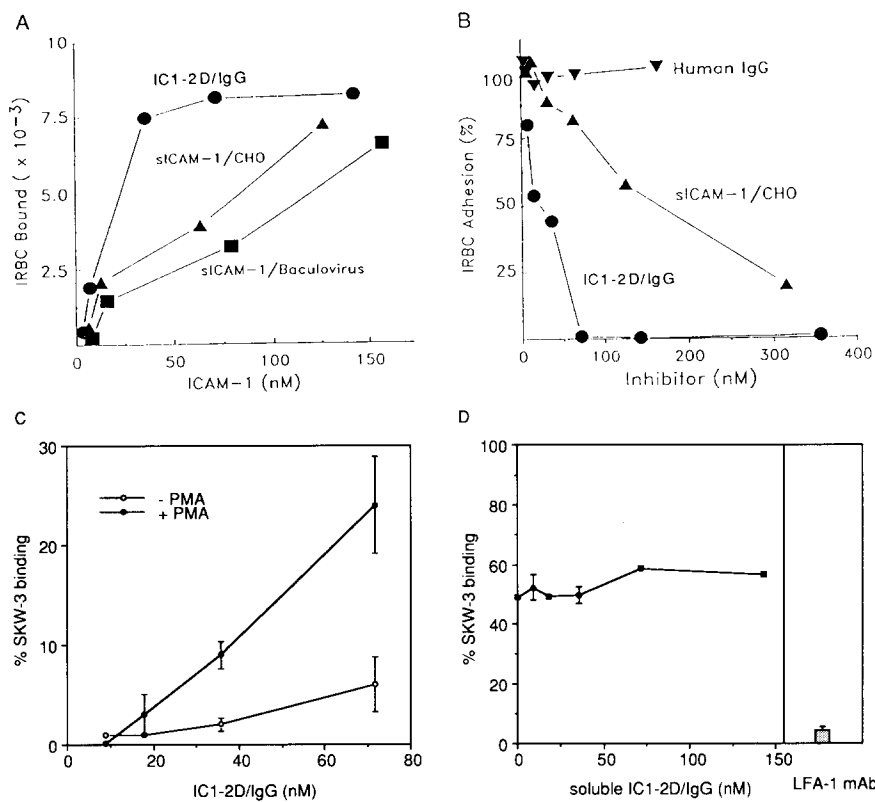 A
IRBC Bound ( x 10−3)
10
7.5
5.0
2.5
0
50
100
150
ICAM−1 (nM)
IC1-2D/IgG
sICAM−1/CHO
sICAM−1/Baculovirus
B
IRBC Adhesion (%)
100
75
50
25
0
100
200
300
400
Inhibitor (nM)
Human IgG
sICAM−1/CHO
IC1-2D/IgG
C
% SKW-3 binding
30
20
10
0
0
20
40
60
80
IC1-2D/IgG (nM)
- PMA
+ PMA
D
% SKW-3 binding
100
80
60
40
20
0
0
50
100
150
soluble IC1-2D/IgG (nM)
LFA-1 mAb